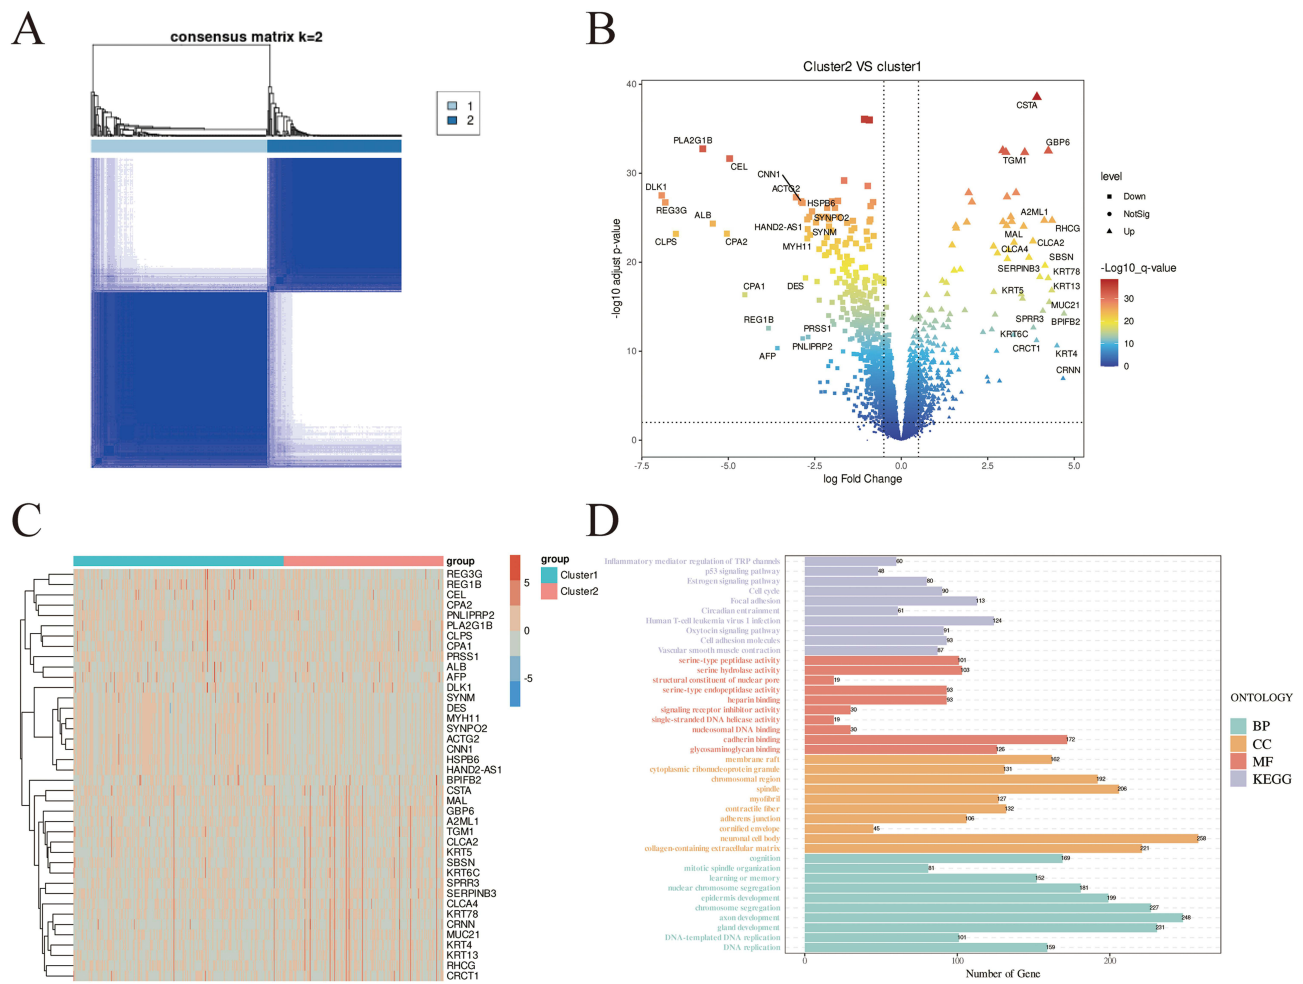 A
consensus matrix k=2
1
2
B
Cluster2 VS cluster1
-log10 adjust p-value
40
30
20
10
0
-7.5
-5.0
-2.5
0.0
2.5
5.0
log Fold Change
CSTA
GBP6
TGM1
PLA2G1B
CEL
CNN1
ACTG2
DLK1
REG3G
HSPB6
ALB
SYNPO2
HAND2-AS1
SYNM
CLPS
CPA2
MYH11
A2ML1
RHCG
MAL
CLCA2
CLCA4
SBSN
SERPINB3
KRT78
CPA1
DES
KRT5
KRT13
MUC21
REG1B
PRSS1
SPRR3
BPIFB2
KRT6C
PNLIPRP2
CRCT1
AFP
KRT4
CRNN
level
Down
NotSig
Up
-Log10_q-value
30
20
10
0
C
group
REG3G
REG1B
CEL
CPA2
PNLIPRP2
PLA2G1B
CLPS
CPA1
PRSS1
ALB
AFP
DLK1
SYNM
DES
MYH11
SYNPO2
ACTG2
CNN1
HSPB6
HAND2-AS1
BPIFB2
CSTA
MAL
GBP6
A2ML1
TGM1
CLCA2
KRT5
SBSN
KRT6C
SPRR3
SERPINB3
CLCA4
KRT78
CRNN
MUC21
KRT4
KRT13
RHCG
CRCT1
5
0
-5
group
Cluster1
Cluster2
D
Inflammatory mediator regulation of TRP channels 60
p53 signaling pathway 48
Estrogen signaling pathway 80
Cell cycle 90
Focal adhesion 113
Circadian entrainment 61
Human T-cell leukemia virus 1 infection 124
Oxytocin signaling pathway 91
Cell adhesion molecules 93
Vascular smooth muscle contraction 87
serine-type peptidase activity 101
serine hydrolase activity 103
structural constituent of nuclear pore 19
serine-type endopeptidase activity 93
heparin binding 93
signaling receptor inhibitor activity 30
single-stranded DNA helicase activity 19
nucleosomal DNA binding 30
cadherin binding 172
glycosaminoglycan binding 126
membrane raft 162
cytoplasmic ribonucleoprotein granule 131
chromosomal region 192
spindle 206
myofibril 127
contractile fiber 132
adherens junction 106
cornified envelope 45
neuronal cell body 258
collagen-containing extracellular matrix 221
cognition 169
mitotic spindle organization 81
learning or memory 152
nuclear chromosome segregation 181
epidermis development 199
chromosome segregation 227
axon development 248
gland development 231
DNA-templated DNA replication 101
DNA replication 159
0
100
200
Number of Gene
ONTOLOGY
BP
CC
MF
KEGG